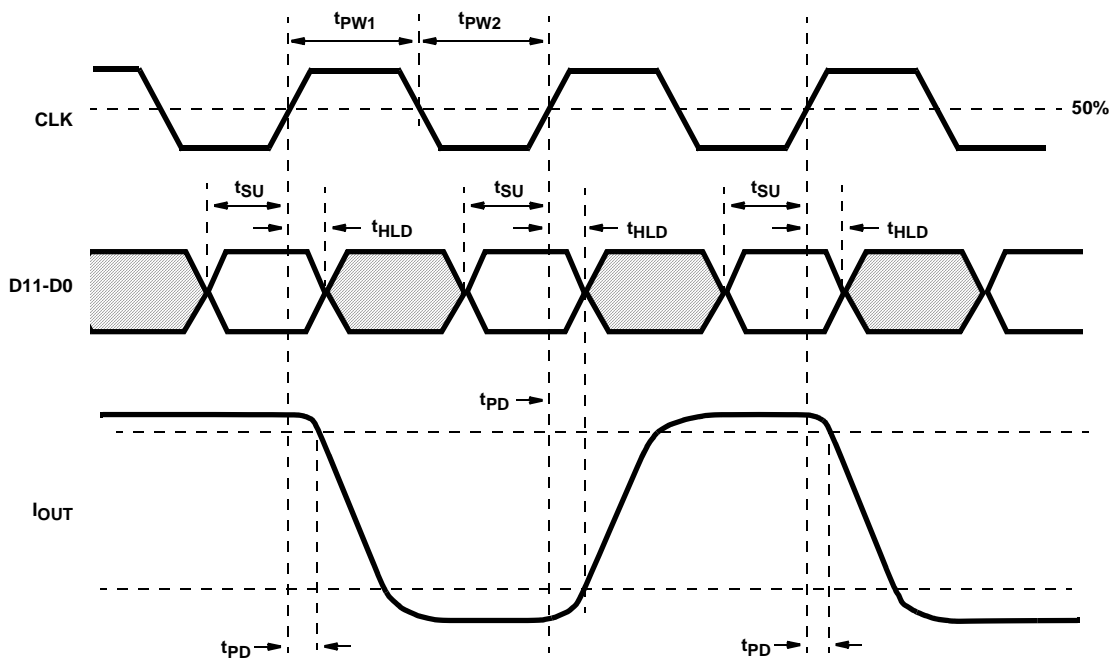 tPW1 tPW2
CLK
50%
tSU tSU tSU
tHLD tHLD tHLD
D11-D0
tPD
IOUT
tPD tPD